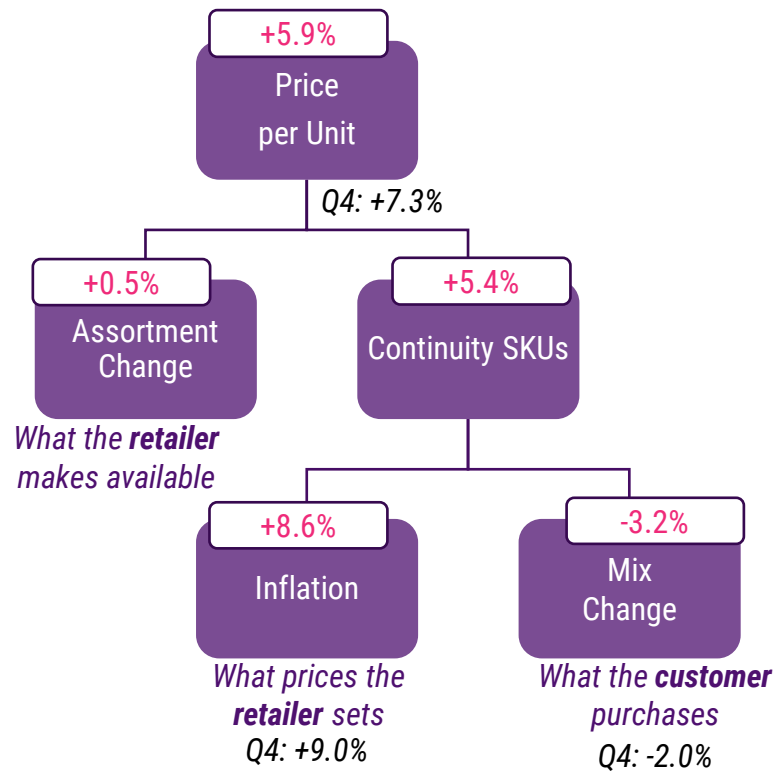 +5.9%
Price
per Unit
Q4: +7.3%
+0.5%
Assortment
Change
What the retailer
makes available
+5.4%
Continuity SKUs
+8.6%
Inflation
What prices the
retailer sets
Q4: +9.0%
-3.2%
Mix
Change
What the customer
purchases
Q4: -2.0%